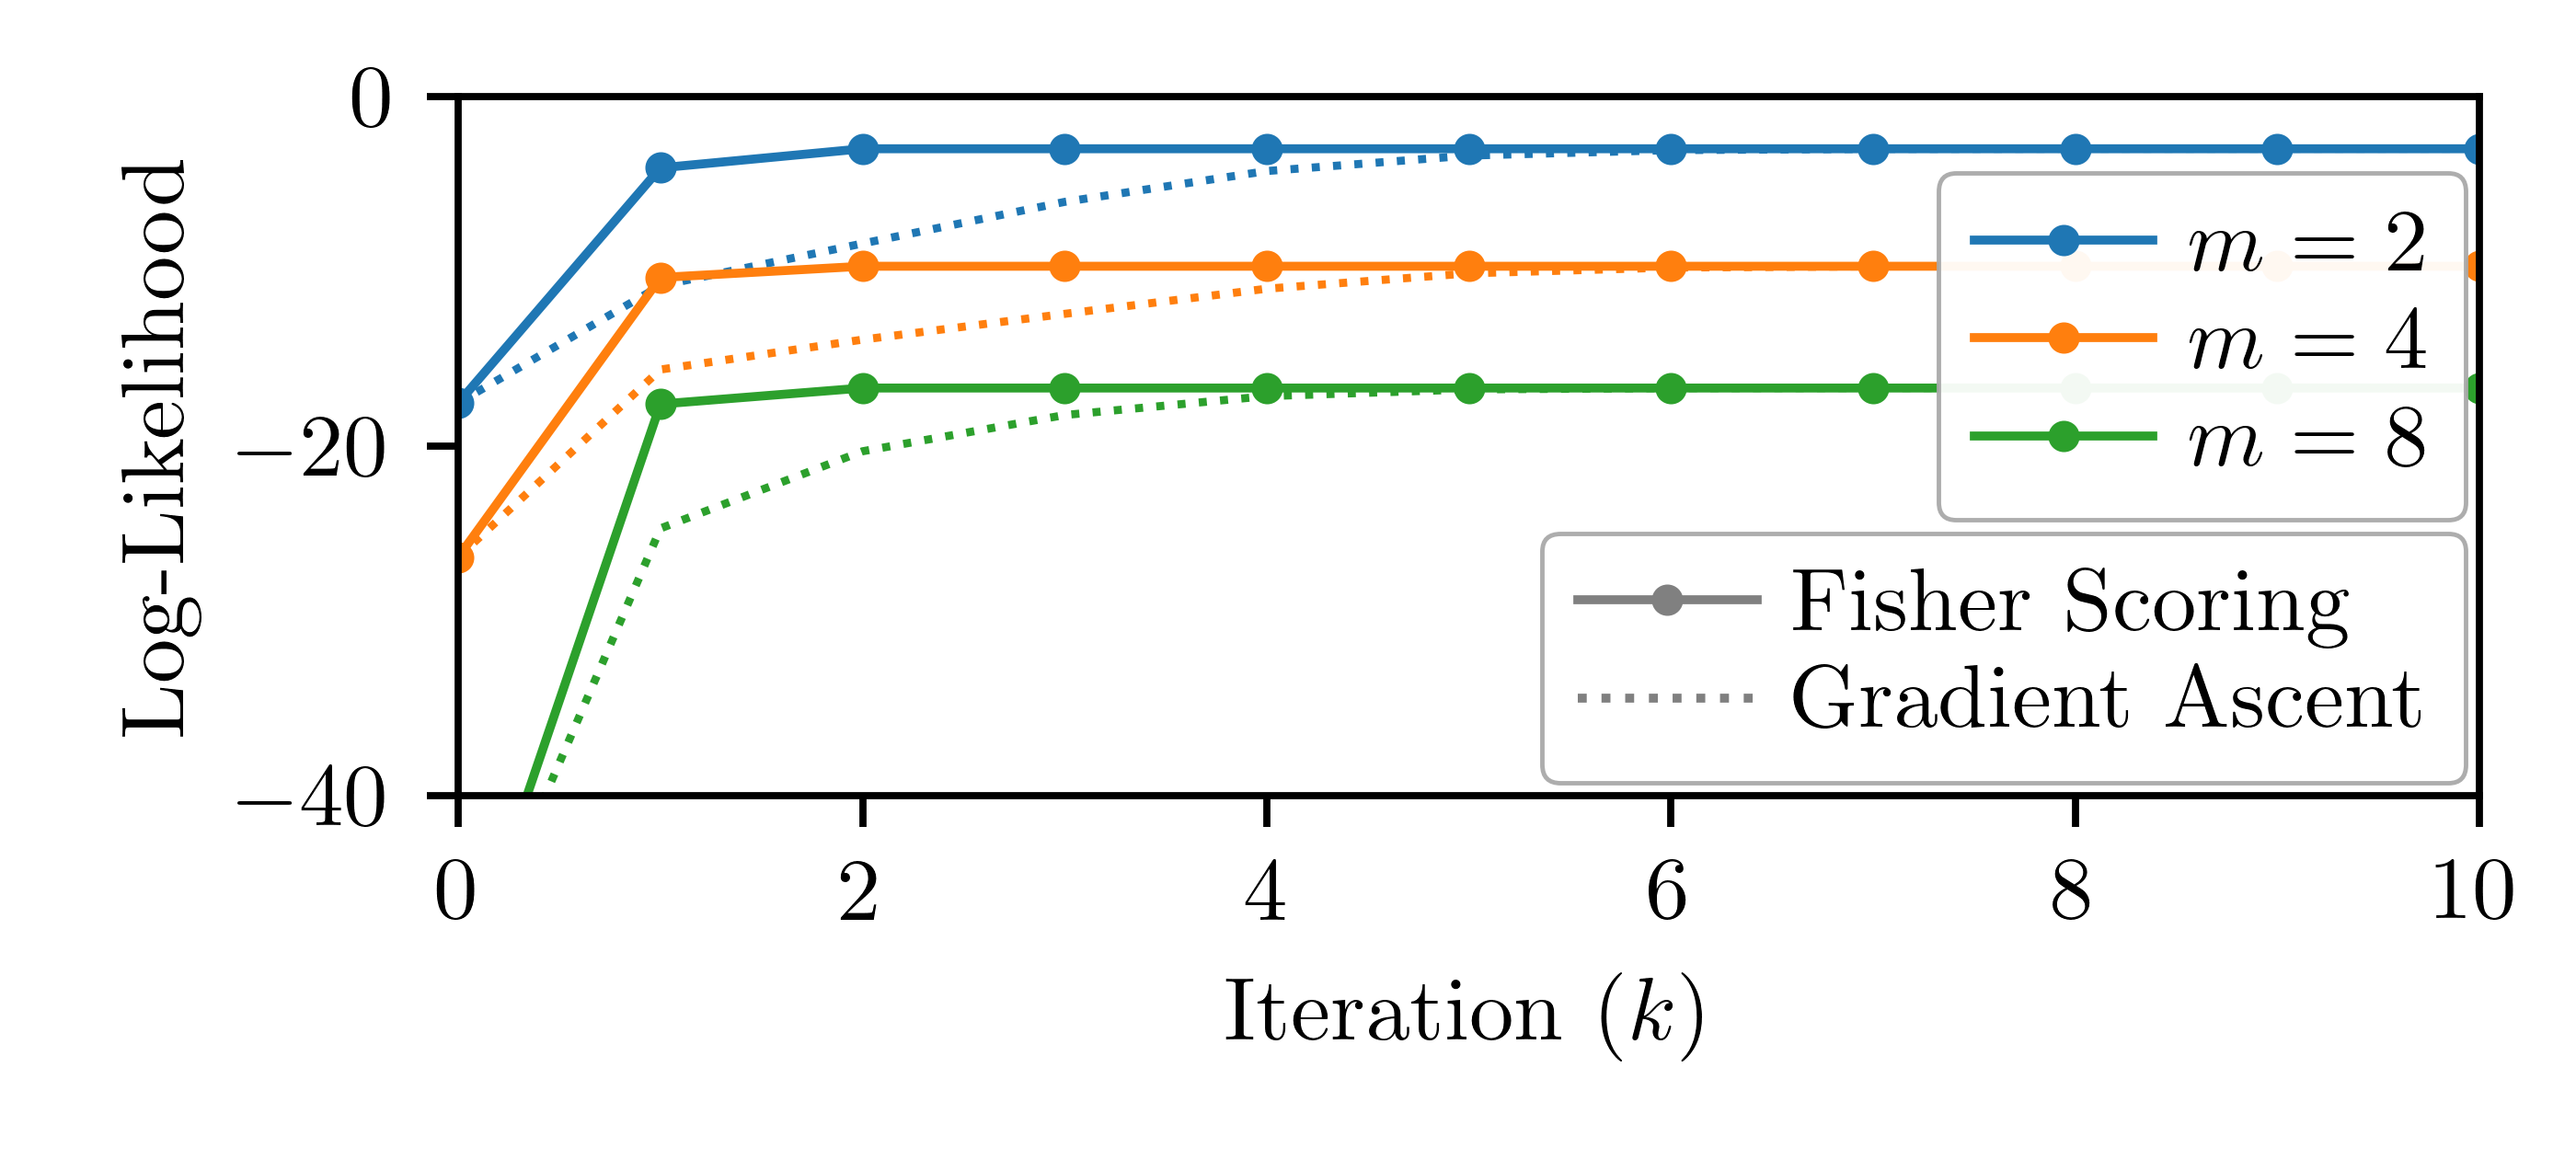 Log-Likelihood
0
−20
−40
0 2 4 6 8 10
Iteration (k)
m = 2
m = 4
m = 8
Fisher Scoring
Gradient Ascent